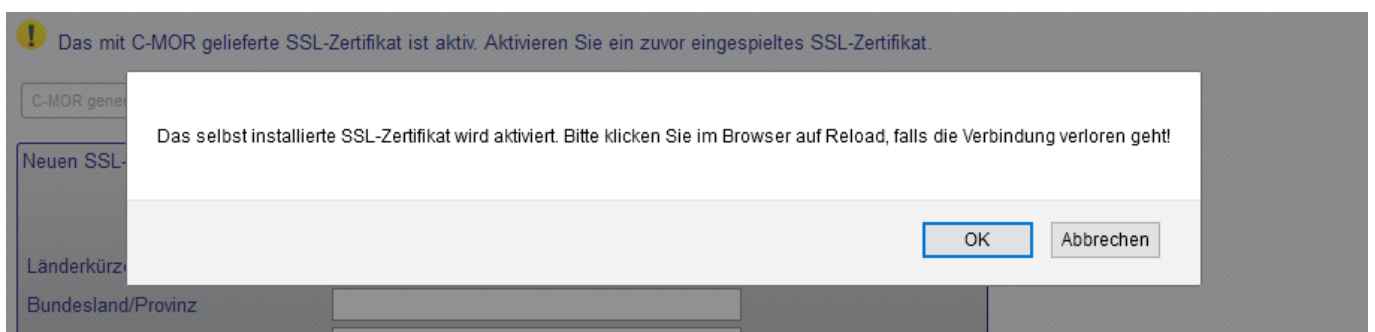 Das mit C-MOR gelieferte SSL-Zertifikat ist aktiv. Aktivieren Sie ein zuvor eingespieltes SSL-Zertifikat.
C-MOR gener
Das selbst installierte SSL-Zertifikat wird aktiviert. Bitte klicken Sie im Browser auf Reload, falls die Verbindung verloren geht!
Neuen SSL-
OK Abbrechen
Länderkürze
Bundesland/Provinz